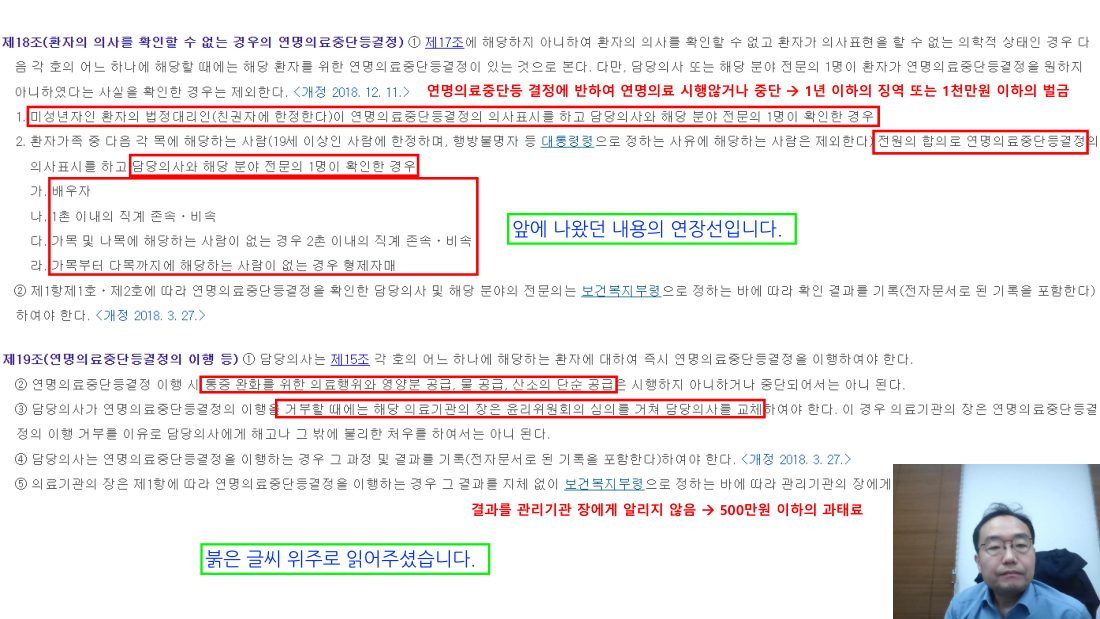 제18조(환자의 의사를 확인할 수 없는 경우의 연명의료중단등결정) ① 제17조에 해당하지 아니하여 환자의 의사를 확인할 수 없고 환자가 의사표현을 할 수 없는 의학적 상태인 경우 다
음 각 호의 어느 하나에 해당할 때에는 해당 환자를 위한 연명의료중단등결정이 있는 것으로 본다. 다만, 담당의사 또는 해당 분야 전문의 1명이 환자가 연명의료중단등결정을 원하지
아니하였다는 사실을 확인한 경우는 제외한다. <개정 2018. 12. 11.> 연명의료중단등 결정에 반하여 연명의료 시행않거나 중단 → 1년 이하의 징역 또는 1천만원 이하의 벌금
1. 미성년자인 환자의 법정대리인(친권자에 한정한다)이 연명의료중단등결정의 의사표시를 하고 담당의사와 해당 분야 전문의 1명이 확인한 경우
2. 환자가족 중 다음 각 목에 해당하는 사람(19세 이상인 사람에 한정하며, 행방불명자 등 대통령령으로 정하는 사유에 해당하는 사람은 제외한다) 전원의 합의로 연명의료중단등결정의
의사표시를 하고 담당의사와 해당 분야 전문의 1명이 확인한 경우
가. 배우자
나. 1촌 이내의 직계 존속ㆍ비속
다. 가목 및 나목에 해당하는 사람이 없는 경우 2촌 이내의 직계 존속ㆍ비속
라. 가목부터 다목까지에 해당하는 사람이 없는 경우 형제자매
앞에 나왔던 내용의 연장선입니다.
② 제1항제1호ㆍ제2호에 따라 연명의료중단등결정을 확인한 담당의사 및 해당 분야의 전문의는 보건복지부령으로 정하는 바에 따라 확인 결과를 기록(전자문서로 된 기록을 포함한다)
하여야 한다. <개정 2018. 3. 27.>
제19조(연명의료중단등결정의 이행 등) ① 담당의사는 제15조 각 호의 어느 하나에 해당하는 환자에 대하여 즉시 연명의료중단등결정을 이행하여야 한다.
② 연명의료중단등결정 이행 시 통증 완화를 위한 의료행위와 영양분 공급, 물 공급, 산소의 단순 공급은 시행하지 아니하거나 중단되어서는 아니 된다.
③ 담당의사가 연명의료중단등결정의 이행을 거부할 때에는 해당 의료기관의 장은 윤리위원회의 심의를 거쳐 담당의사를 교체하여야 한다. 이 경우 의료기관의 장은 연명의료중단등결
정의 이행 거부를 이유로 담당의사에게 해고나 그 밖에 불리한 처우를 하여서는 아니 된다.
④ 담당의사는 연명의료중단등결정을 이행하는 경우 그 과정 및 결과를 기록(전자문서로 된 기록을 포함한다)하여야 한다. <개정 2018. 3. 27.>
⑤ 의료기관의 장은 제1항에 따라 연명의료중단등결정을 이행하는 경우 그 결과를 지체 없이 보건복지부령으로 정하는 바에 따라 관리기관의 장에게
결과를 관리기관 장에게 알리지 않음 → 500만원 이하의 과태료
붉은 글씨 위주로 읽어주셨습니다.